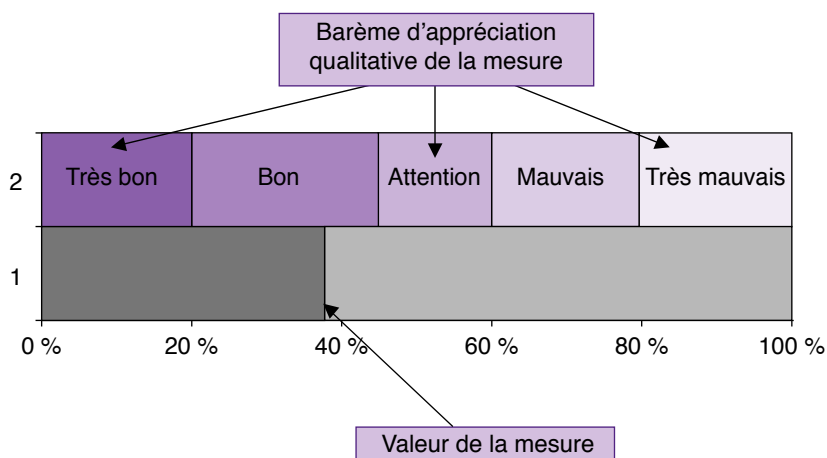 Barème d'appréciation
qualitative de la mesure
2
Très bon
Bon
Attention
Mauvais
Très mauvais
1
0 %
20 %
40 %
60 %
80 %
100 %
Valeur de la mesure